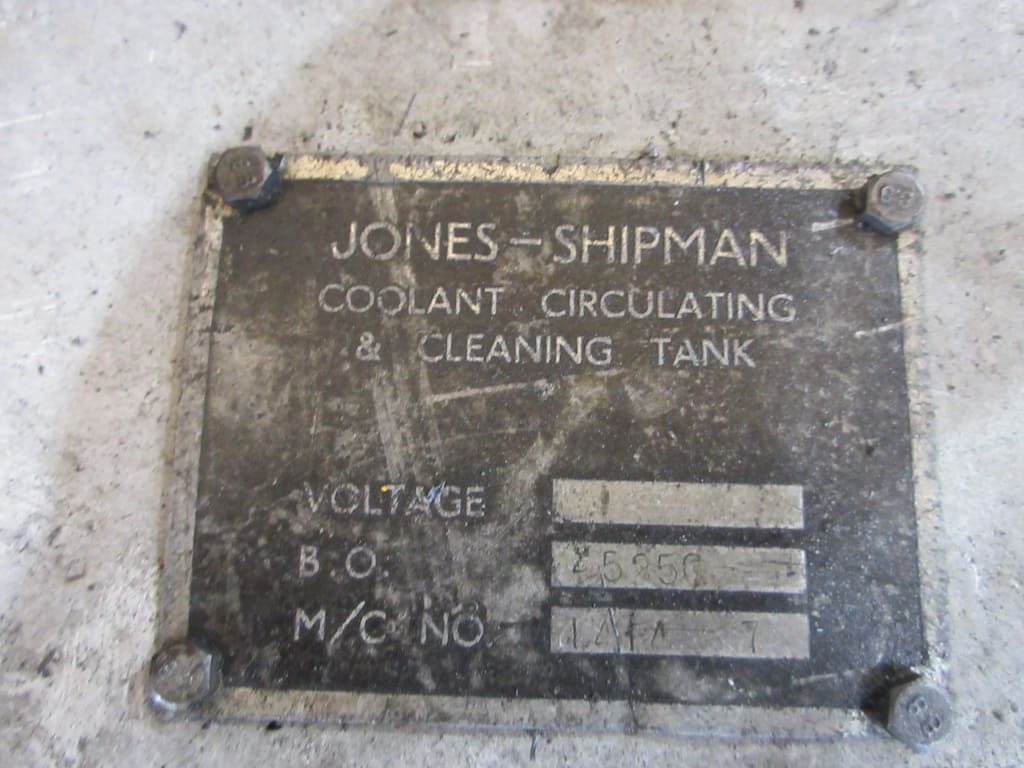 JONES-SHIPMAN
COOLANT CIRCULATING
& CLEANING TANK
VOLTAGE
B.O.
M/C NO.